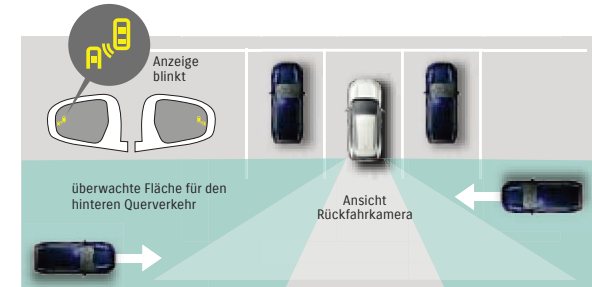 Anzeige
blinkt
überwachte Fläche für den
hinteren Querverkehr
Ansicht
Rückfahrkamera